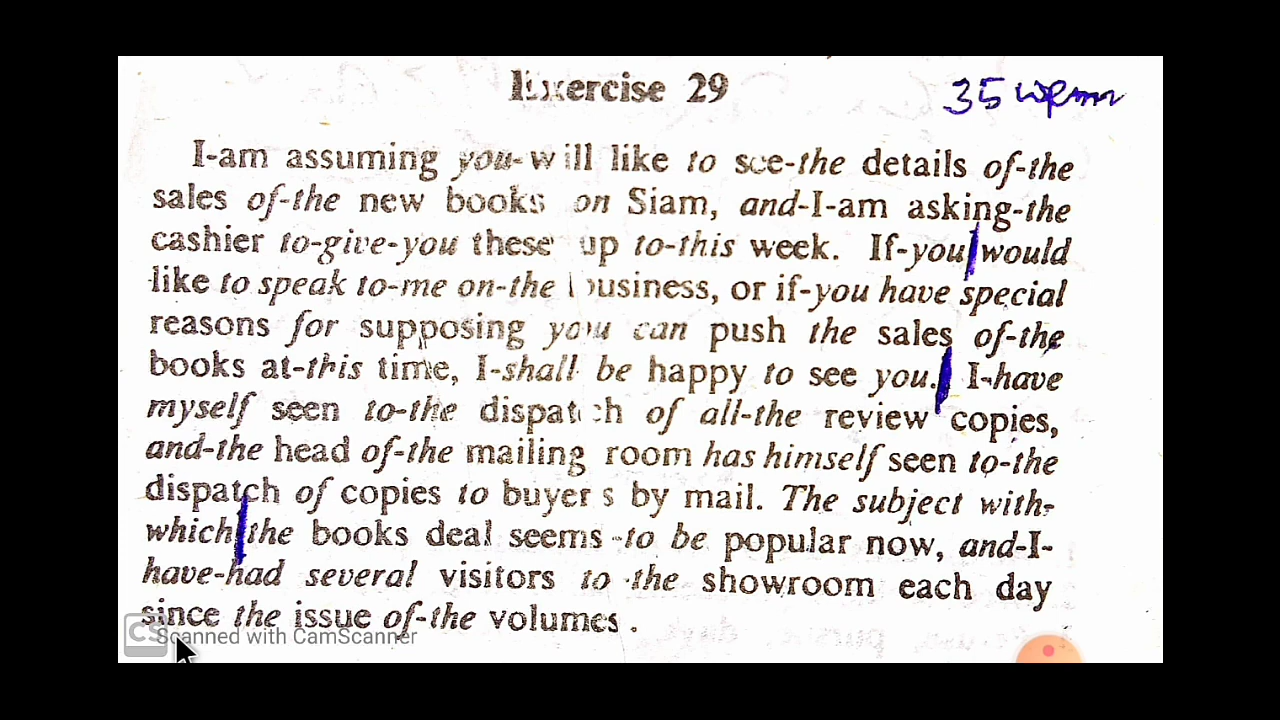 Exercise 29
35 wpm
I-am assuming you-will like to see-the details of-the
sales of-the new books on Siam, and-I-am asking-the
cashier to-give-you these up to-this week. If-you would
like to speak to-me on-the business, or if-you have special
reasons for supposing you can push the sales of-the
books at-this time, I-shall be happy to see you. I-have
myself seen to-the dispatch of all-the review copies,
and-the head of-the mailing room has himself seen to-the
dispatch of copies to buyers by mail. The subject with-
which the books deal seems to be popular now, and-I-
have-had several visitors to the showroom each day
since the issue of-the volumes.
CS Scanned with CamScanner